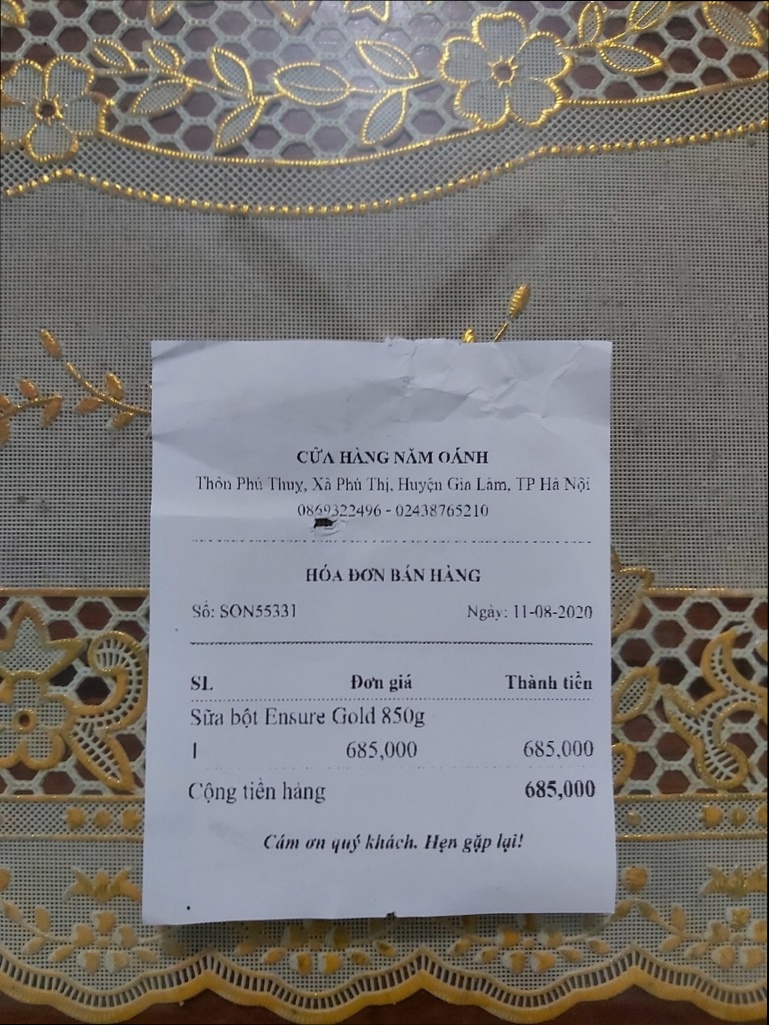 CỬA HÀNG NĂM OÁNH
Thôn Phú Thuỵ, Xã Phú Thị, Huyện Gia Lâm, TP Hà Nội
0869322496 - 02438765210
HÓA ĐƠN BÁN HÀNG
Số: SON55331
Ngày: 11-08-2020
SL Đơn giá Thành tiền
Sữa bột Ensure Gold 850g
1 685,000 685,000
Cộng tiền hàng 685,000
Cám ơn quý khách. Hẹn gặp lại!